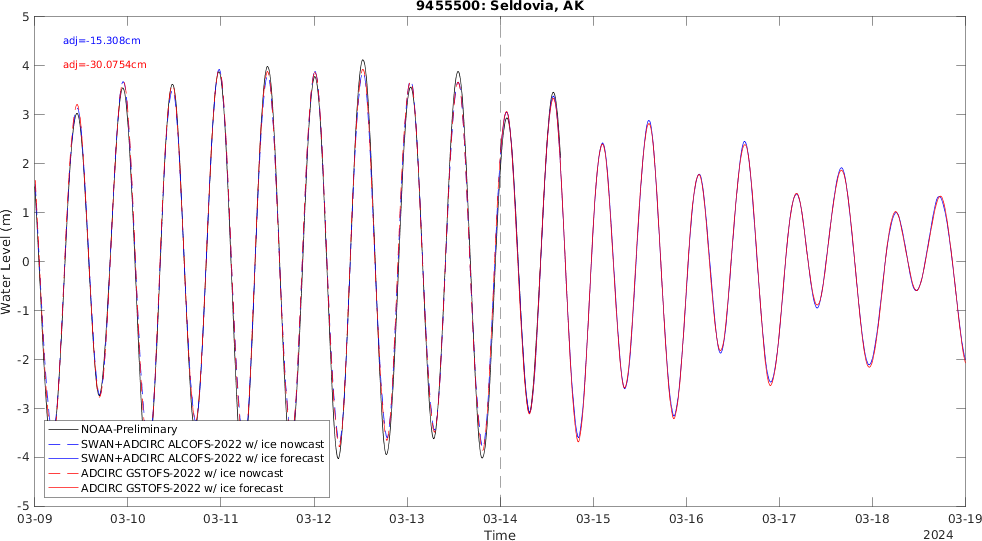 9455500: Seldovia, AK
adj=-15.308cm
adj=-30.0754cm
5
4
3
2
1
0
-1
-2
-3
-4
-5
Water Level (m)
NOAA-Preliminary
SWAN+ADCIRC ALCOFS-2022 w/ ice nowcast
SWAN+ADCIRC ALCOFS-2022 w/ ice forecast
ADCIRC GSTOFS-2022 w/ ice nowcast
ADCIRC GSTOFS-2022 w/ ice forecast
03-09 03-10 03-11 03-12 03-13 03-14 03-15 03-16 03-17 03-18 03-19
Time
2024